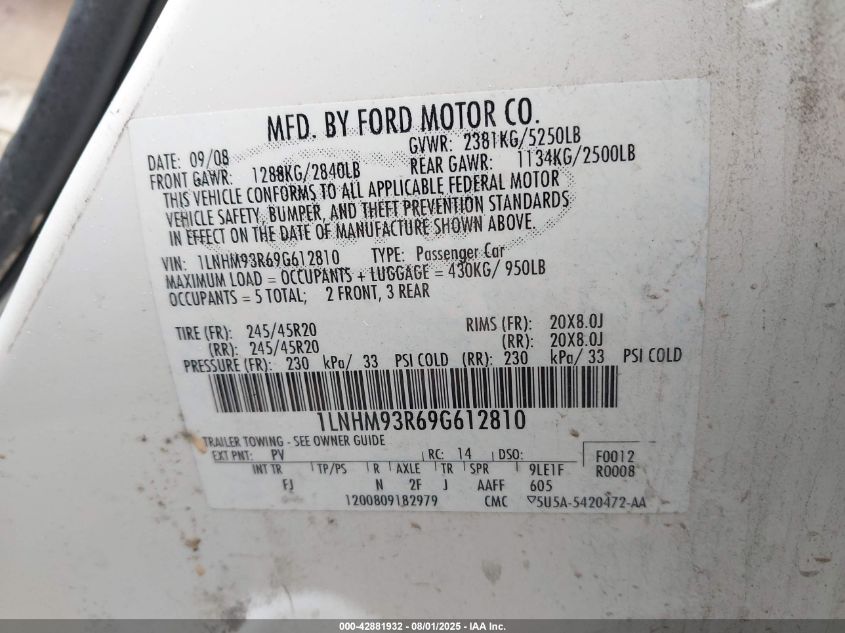 MFD. BY FORD MOTOR CO.
DATE: 09/08 GVWR: 2381KG/5250LB
FRONT GAWR: 1288KG/2840LB REAR GAWR: 1134KG/2500LB
THIS VEHICLE CONFORMS TO ALL APPLICABLE FEDERAL MOTOR
VEHICLE SAFETY, BUMPER, AND THEFT PREVENTION STANDARDS
IN EFFECT ON THE DATE OF MANUFACTURE SHOWN ABOVE.
VIN: 1LNHM93R69G612810 TYPE: Passenger Car
MAXIMUM LOAD = OCCUPANTS + LUGGAGE = 430KG/ 950LB
OCCUPANTS = 5 TOTAL; 2 FRONT, 3 REAR
TIRE (FR): 245/45R20 RIMS (FR): 20X8.0J
(RR): 245/45R20 (RR): 20X8.0J
PRESSURE (FR): 230 kPa/ 33 PSI COLD (RR): 230 kPa/ 33 PSI COLD
1LNHM93R69G612810
TRAILER TOWING - SEE OWNER GUIDE
EXT PNT: PV RC: 14 DSO: F0012
INT TR TP/PS R AXLE TR SPR 9LE1F R0008
FJ N 2F J AAFF 605
1200809182979 CMC ▽5U5A-5420472-AA
000-42881932 - 08/01/2025 - IAA Inc.